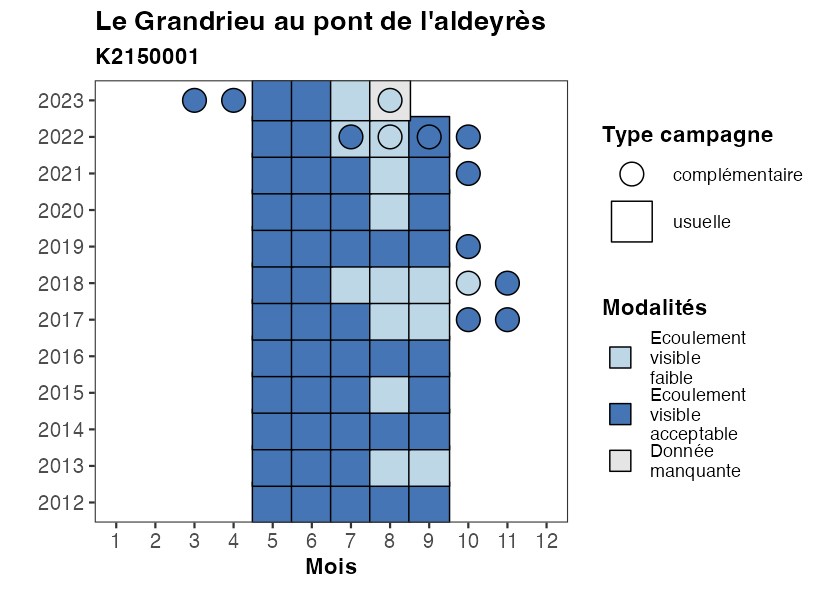 Le Grandrieu au pont de l'aldeyrès
K2150001
2023
2022
2021
2020
2019
2018
2017
2016
2015
2014
2013
2012
1 2 3 4 5 6 7 8 9 10 11 12
Mois
Type campagne
complémentaire
usuelle
Modalités
Ecoulement
visible
faible
Ecoulement
visible
acceptable
Donnée
manquante